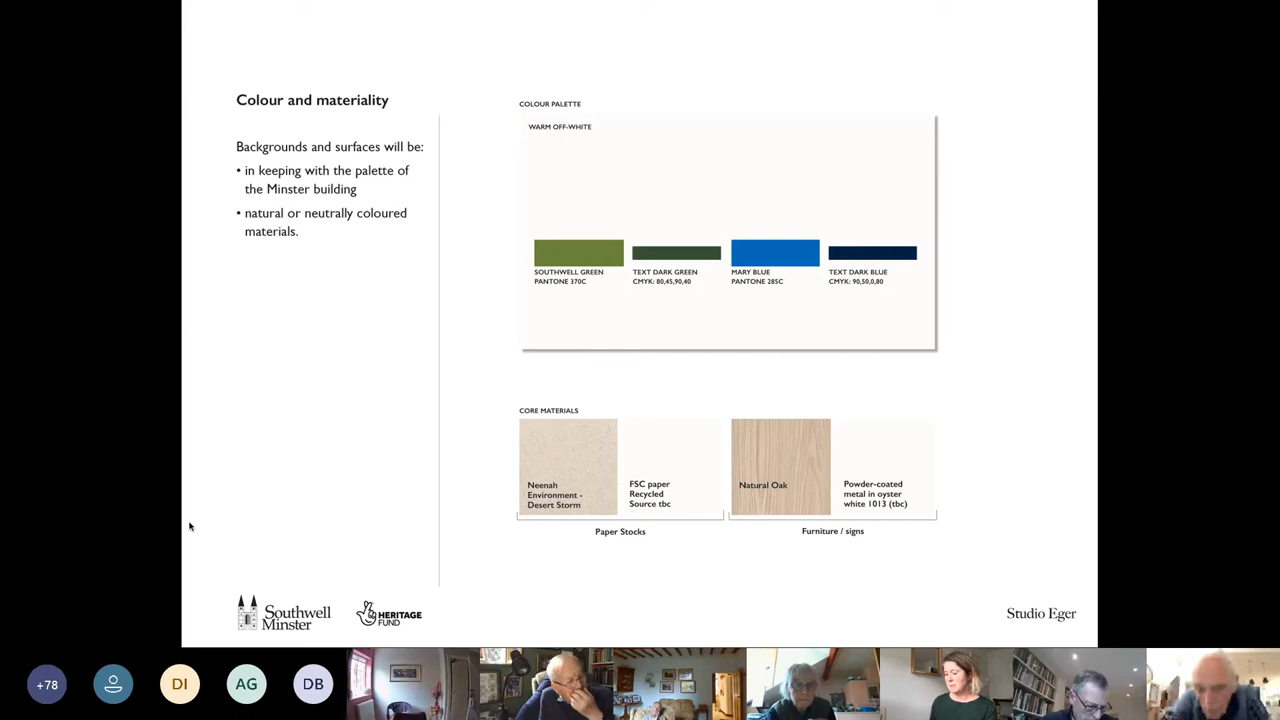 Colour and materiality
Backgrounds and surfaces will be:
• in keeping with the palette of
the Minster building
• natural or neutrally coloured
materials.
COLOUR PALETTE
WARM OFF-WHITE
SOUTHWELL GREEN
PANTONE 370C
TEXT DARK GREEN
CMYK: 80,45,90,40
MARY BLUE
PANTONE 285C
TEXT DARK BLUE
CMYK: 90,50,0,80
CORE MATERIALS
Neenah
Environment -
Desert Storm
FSC paper
Recycled
Source tbc
Natural Oak
Powder-coated
metal in oyster
white 1013 (tbc)
Paper Stocks
Furniture / signs
Southwell
Minster
HERITAGE
FUND
Studio Eger
+78
DI
AG
DB